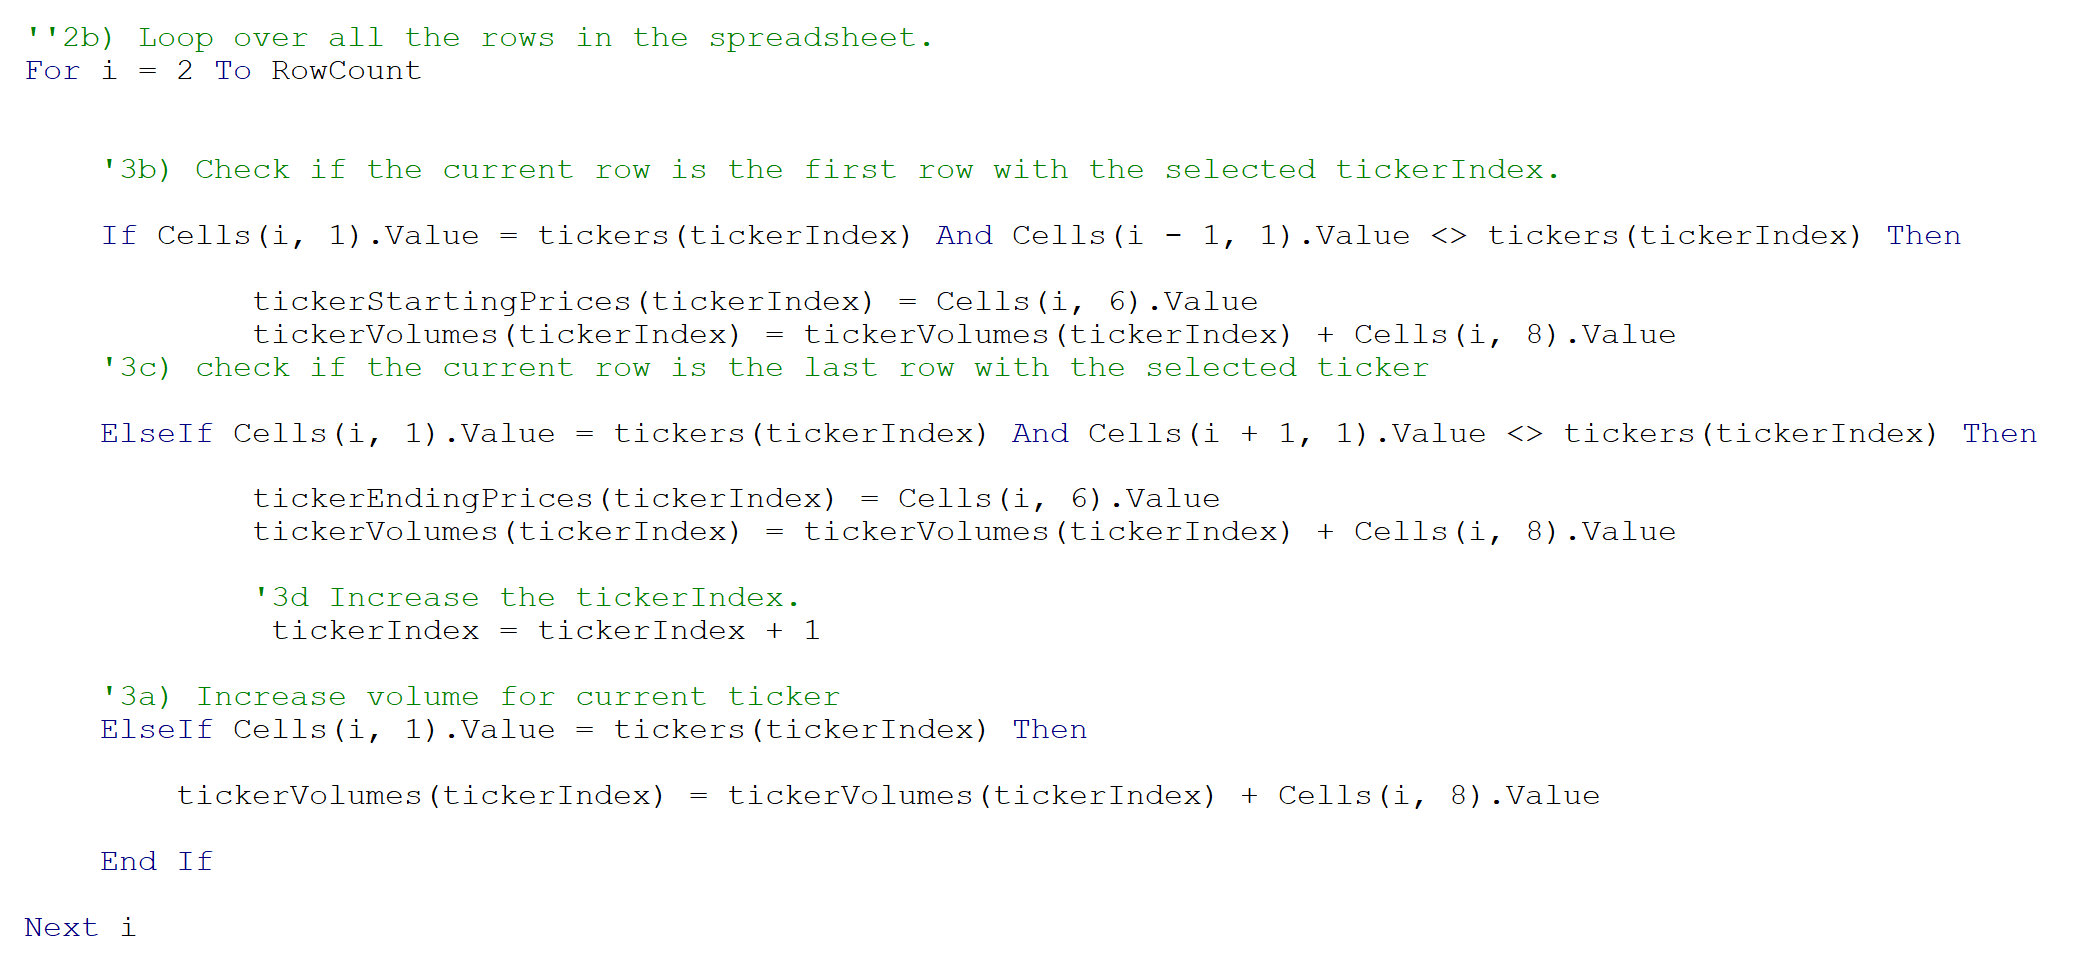 ''2b) Loop over all the rows in the spreadsheet.
For i = 2 To RowCount
'3b) Check if the current row is the first row with the selected tickerIndex.
If Cells(i, 1).Value = tickers(tickerIndex) And Cells(i - 1, 1).Value <> tickers(tickerIndex) Then
tickerStartingPrices(tickerIndex) = Cells(i, 6).Value
tickerVolumes(tickerIndex) = tickerVolumes(tickerIndex) + Cells(i, 8).Value
'3c) check if the current row is the last row with the selected ticker
ElseIf Cells(i, 1).Value = tickers(tickerIndex) And Cells(i + 1, 1).Value <> tickers(tickerIndex) Then
tickerEndingPrices(tickerIndex) = Cells(i, 6).Value
tickerVolumes(tickerIndex) = tickerVolumes(tickerIndex) + Cells(i, 8).Value
'3d Increase the tickerIndex.
tickerIndex = tickerIndex + 1
'3a) Increase volume for current ticker
ElseIf Cells(i, 1).Value = tickers(tickerIndex) Then
tickerVolumes(tickerIndex) = tickerVolumes(tickerIndex) + Cells(i, 8).Value
End If
Next i